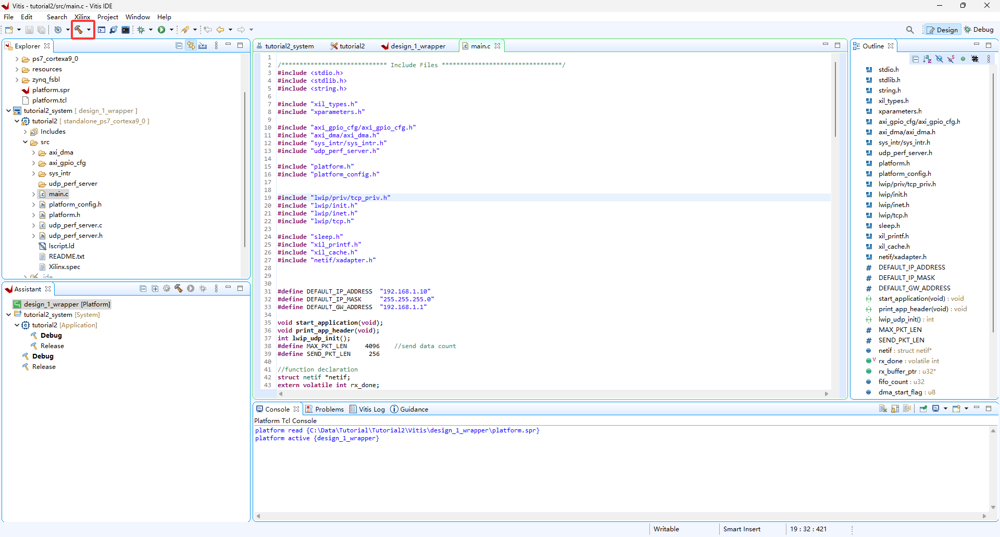 Vitis - tutorial2/src/main.c - Vitis IDE
File Edit Search Xilinx Project Window Help
Design Debug
Explorer
ps7_cortexa9_0
resources
zynq_fsbl
platform.spr
platform.tcl
tutorial2_system [ design_1_wrapper ]
tutorial2 [ standalone_ps7_cortexa9_0 ]
Includes
src
axi_dma
axi_gpio_cfg
sys_intr
udp_perf_server
main.c
platform_config.h
platform.h
udp_perf_server.c
udp_perf_server.h
lscript.ld
README.txt
Xilinx.spec
_ide
Assistant
design_1_wrapper [Platform]
tutorial2_system [System]
tutorial2 [Application]
Debug
Release
Debug
Release
tutorial2_system tutorial2 design_1_wrapper main.c
1
2 /***************************** Include Files *********************************/
3 #include <stdio.h>
4 #include <stdlib.h>
5 #include <string.h>
6
7 #include "xil_types.h"
8 #include "xparameters.h"
9
10 #include "axi_gpio_cfg/axi_gpio_cfg.h"
11 #include "axi_dma/axi_dma.h"
12 #include "sys_intr/sys_intr.h"
13 #include "udp_perf_server.h"
14
15 #include "platform.h"
16 #include "platform_config.h"
17
18
19 #include "lwip/priv/tcp_priv.h"
20 #include "lwip/init.h"
21 #include "lwip/inet.h"
22 #include "lwip/tcp.h"
23
24 #include "sleep.h"
25 #include "xil_printf.h"
26 #include "xil_cache.h"
27 #include "netif/xadapter.h"
28
29
30
31 #define DEFAULT_IP_ADDRESS "192.168.1.10"
32 #define DEFAULT_IP_MASK "255.255.255.0"
33 #define DEFAULT_GW_ADDRESS "192.168.1.1"
34
35 void start_application(void);
36 void print_app_header(void);
37 int lwip_udp_init();
38 #define MAX_PKT_LEN 4096 //send data count
39 #define SEND_PKT_LEN 256
40
41 //function declaration
42 struct netif *netif;
43 extern volatile int rx_done;
Outline
stdio.h
stdlib.h
string.h
xil_types.h
xparameters.h
axi_gpio_cfg/axi_gpio_cfg.h
axi_dma/axi_dma.h
sys_intr/sys_intr.h
udp_perf_server.h
platform.h
platform_config.h
lwip/priv/tcp_priv.h
lwip/init.h
lwip/inet.h
lwip/tcp.h
sleep.h
xil_printf.h
xil_cache.h
netif/xadapter.h
# DEFAULT_IP_ADDRESS
# DEFAULT_IP_MASK
# DEFAULT_GW_ADDRESS
start_application(void) : void
print_app_header(void) : void
lwip_udp_init() : int
# MAX_PKT_LEN
# SEND_PKT_LEN
netif : struct netif*
rx_done : volatile int
rx_buffer_ptr : u32*
fifo_count : u32
dma_start_flag : u8
Console Problems Vitis Log Guidance
Platform Tcl Console
platform read {C:\Data\Tutorial\Tutorial2\Vitis\design_1_wrapper\platform.spr}
platform active {design_1_wrapper}
Writable Smart Insert 19 : 32 : 421